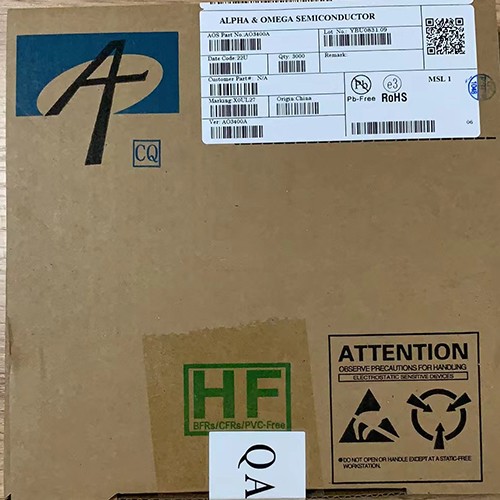 ALPHA & OMEGA SEMICONDUCTOR
AOS Part No.:AO3400A
Lot No.: YBU0831.09
Date Code:22U
Qty: 3000
Remark:
Customer Part#: N/A
Marking:X0UL27
Origin:China
Ver: AO3400A
Pb
Pb-Free
e3
RoHS
MSL 1
06
CQ
HF
BFRs/CFRs/PVC-Free
ATTENTION
OBSERVE PRECAUTIONS FOR HANDLING
ELECTROSTATIC SENSITIVE DEVICES
●DO NOT OPEN OR HANDLE EXCEPT AT A STATIC-FREE
WORKSTATION.
QA